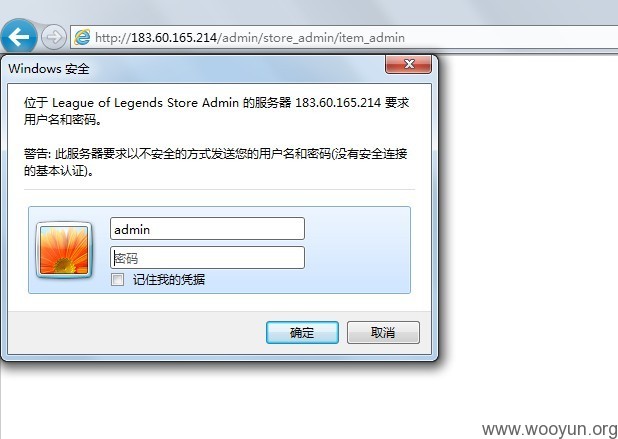 http://183.60.165.214/admin/store_admin/item_admin
Windows 安全
位于 League of Legends Store Admin 的服务器 183.60.165.214 要求
用户名和密码。
警告: 此服务器要求以不安全的方式发送您的用户名和密码(没有安全连接
的基本认证)。
admin
密码
记住我的凭据
确定
取消
www.wooyun.org